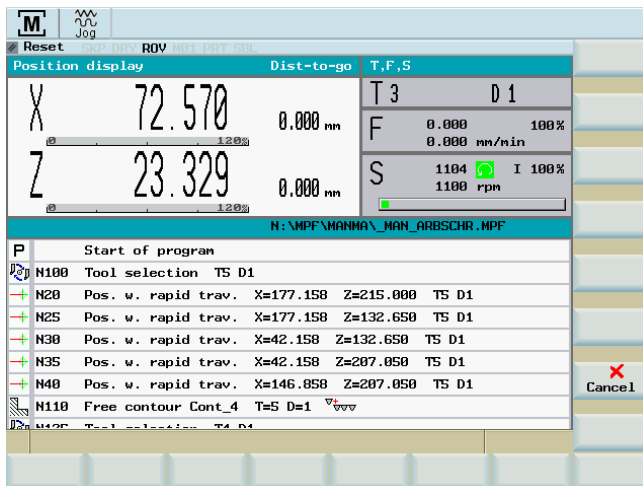 M
Jog
Reset SKP DRY ROV M01 PRT SBL
Position display Dist-to-go T,F,S
X 72.570 0.000 mm
0 120%
Z 23.329 0.000 mm
0 120%
T 3 D 1
F 0.000 100%
0.000 mm/min
S 1104 I 100%
1100 rpm
N:\MPF\MANMA\_MAN_ARBSCHR.MPF
P Start of program
N100 Tool selection T5 D1
N20 Pos. w. rapid trav. X=177.158 Z=215.000 T5 D1
N25 Pos. w. rapid trav. X=177.158 Z=132.650 T5 D1
N30 Pos. w. rapid trav. X=42.158 Z=132.650 T5 D1
N35 Pos. w. rapid trav. X=42.158 Z=207.050 T5 D1
N40 Pos. w. rapid trav. X=146.858 Z=207.050 T5 D1
N110 Free contour Cont_4 T=5 D=1
Tool selection T4 D1
Cancel